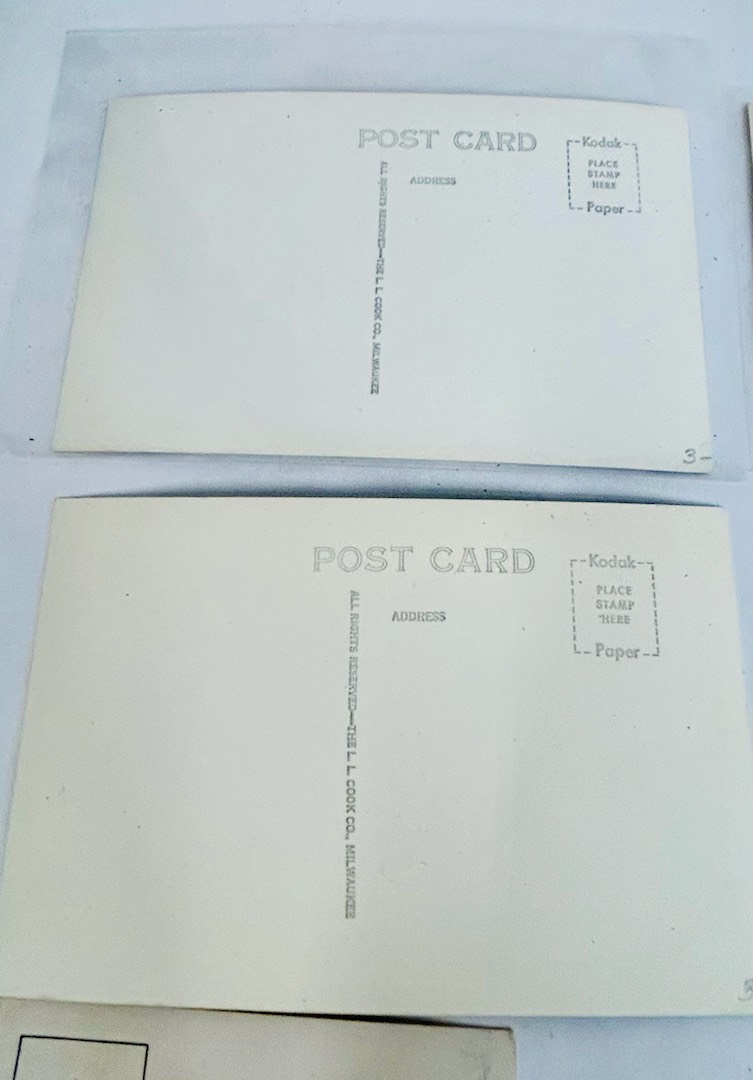 POST CARD
Kodak
PLACE
STAMP
HERE
Paper
ADDRESS
ALL RIGHTS RESERVED—THE L. L. COOK CO., MILWAUKEE
3-
POST CARD
Kodak
PLACE
STAMP
HERE
Paper
ADDRESS
ALL RIGHTS RESERVED—THE L. L. COOK CO., MILWAUKEE